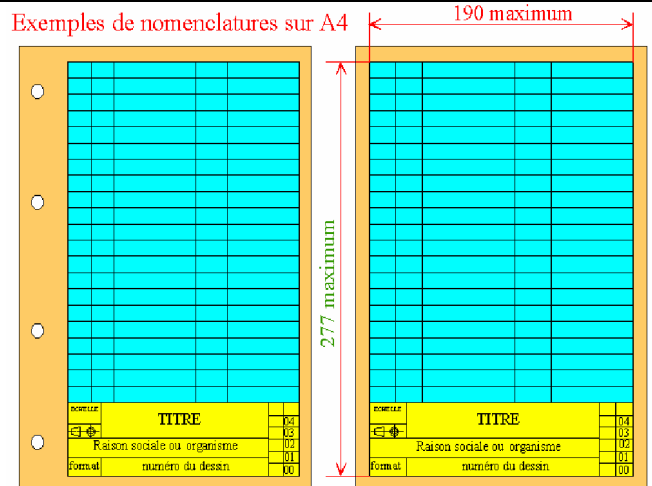 Exemples de nomenclatures sur A4
190 maximum
277 maximum
ECHELLE
TITRE
04
03
Raison sociale ou organisme
02
01
format
numéro du dessin
00
ECHELLE
TITRE
04
03
Raison sociale ou organisme
02
01
format
numéro du dessin
00